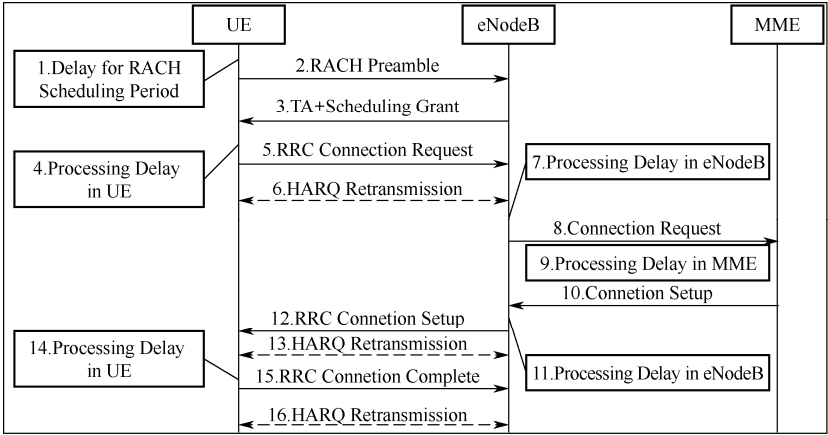 UE
eNodeB
MME
1.Delay for RACH
Scheduling Period
2.RACH Preamble
3.TA+Scheduling Grant
4.Processing Delay
in UE
5.RRC Connection Request
6.HARQ Retransmission
7.Processing Delay in eNodeB
8.Connection Request
9.Processing Delay in MME
10.Connetion Setup
12.RRC Connetion Setup
13.HARQ Retransmission
11.Processing Delay in eNodeB
14.Processing Delay
in UE
15.RRC Connetion Complete
16.HARQ Retransmission